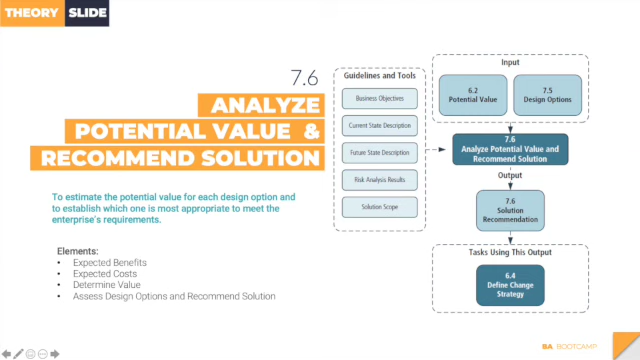 THEORY SLIDE
7.6
ANALYZE
POTENTIAL VALUE &
RECOMMEND SOLUTION
To estimate the potential value for each design option and
to establish which one is most appropriate to meet the
enterprise's requirements.
Elements:
• Expected Benefits
• Expected Costs
• Determine Value
• Assess Design Options and Recommend Solution
Guidelines and Tools
Business Objectives
Current State Description
Future State Description
Risk Analysis Results
Solution Scope
Input
6.2
Potential Value
7.5
Design Options
7.6
Analyze Potential Value and
Recommend Solution
Output
7.6
Solution
Recommendation
Tasks Using This Output
6.4
Define Change
Strategy
BA BOOTCAMP